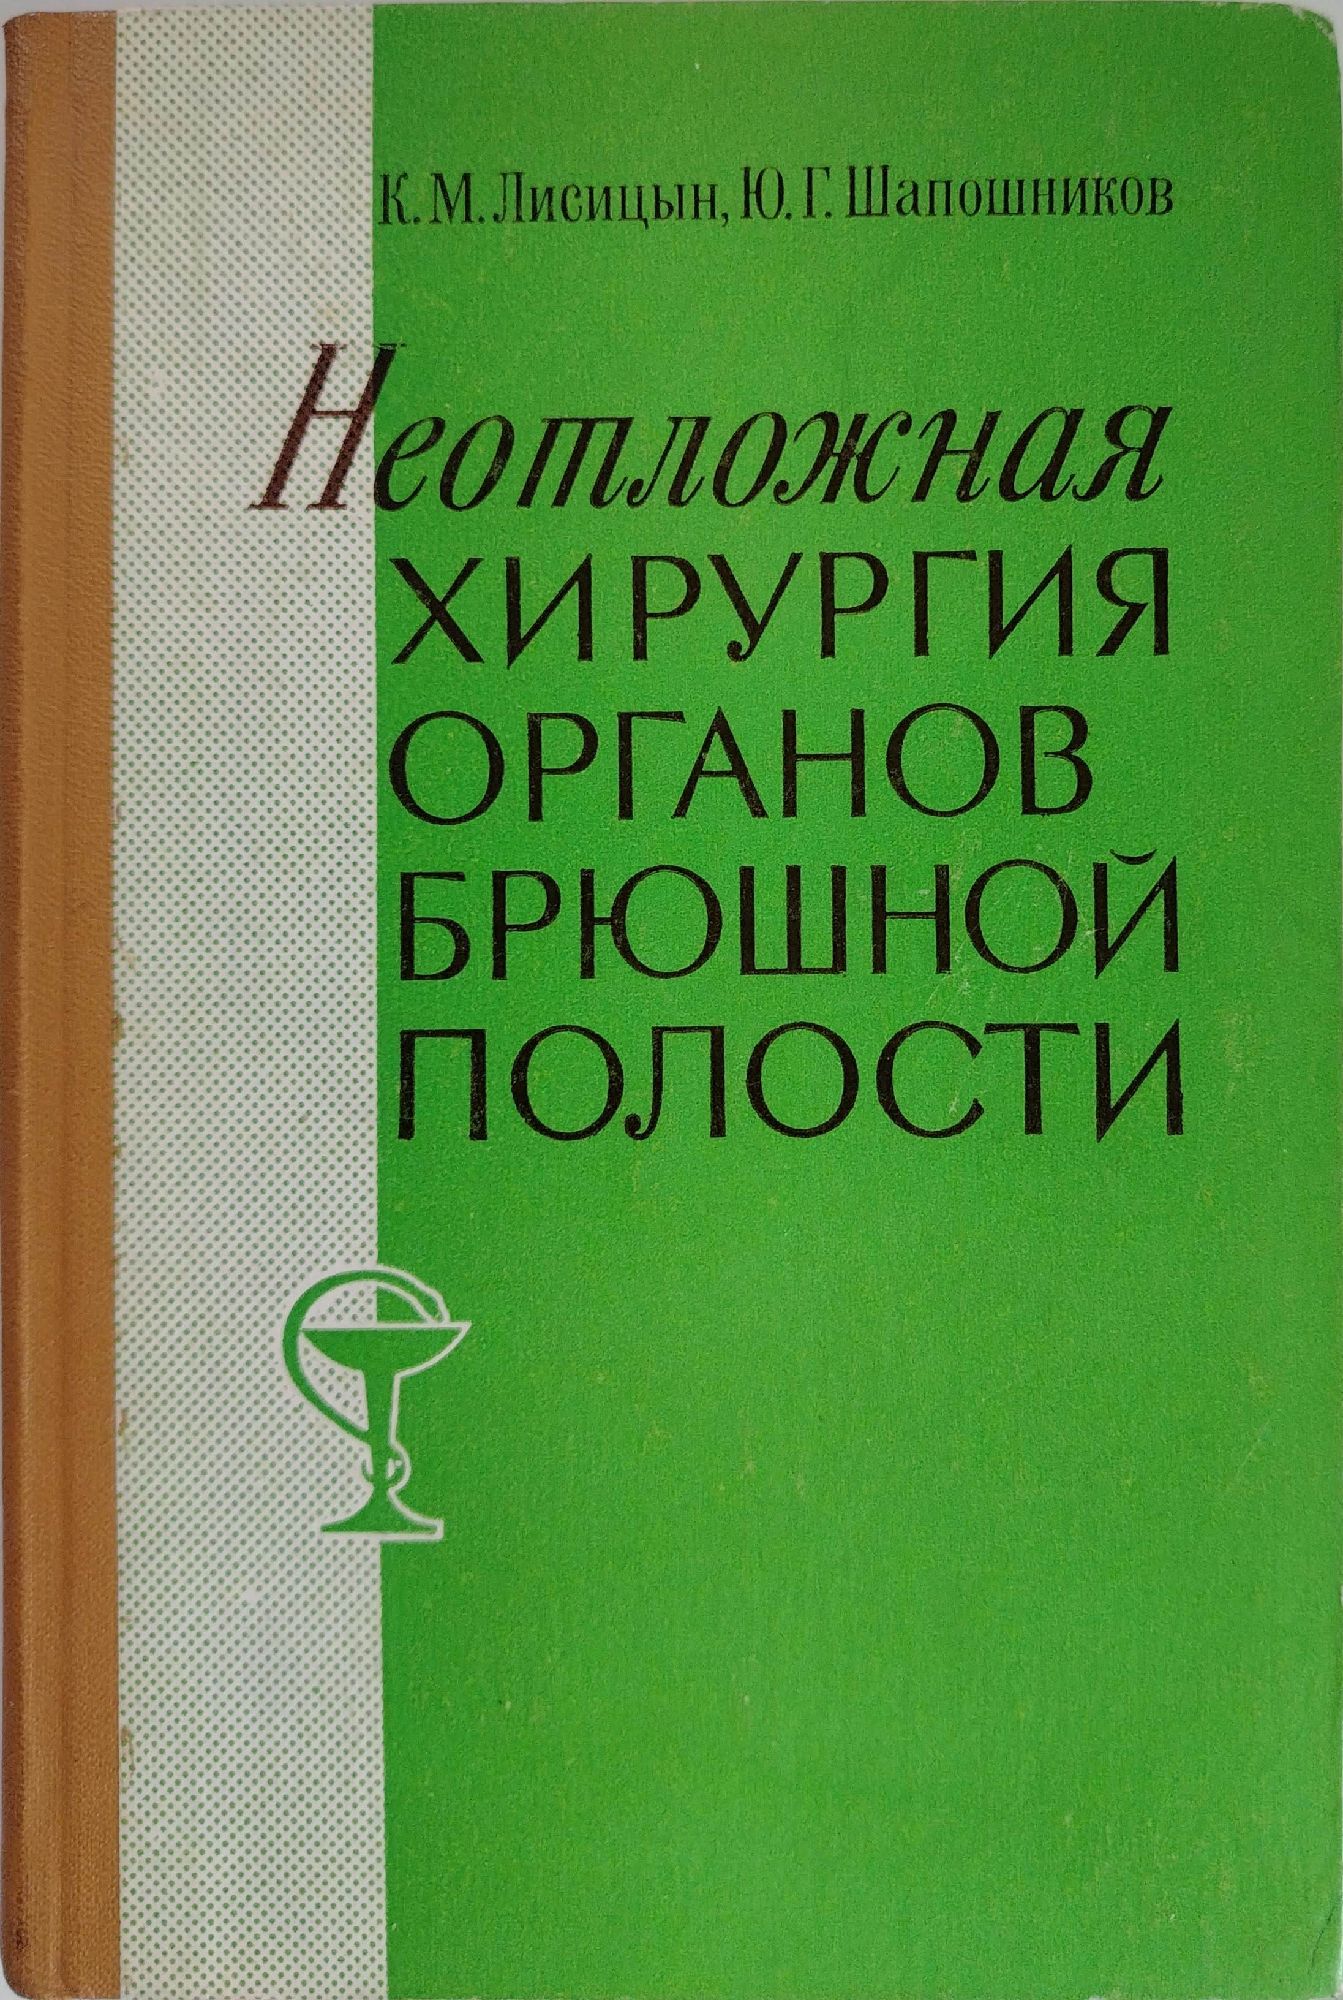 К. М. Лисицын, Ю. Г. Шапошников
Неотложная
ХИРУРГИЯ
ОРГАНОВ
БРЮШНОЙ
ПОЛОСТИ